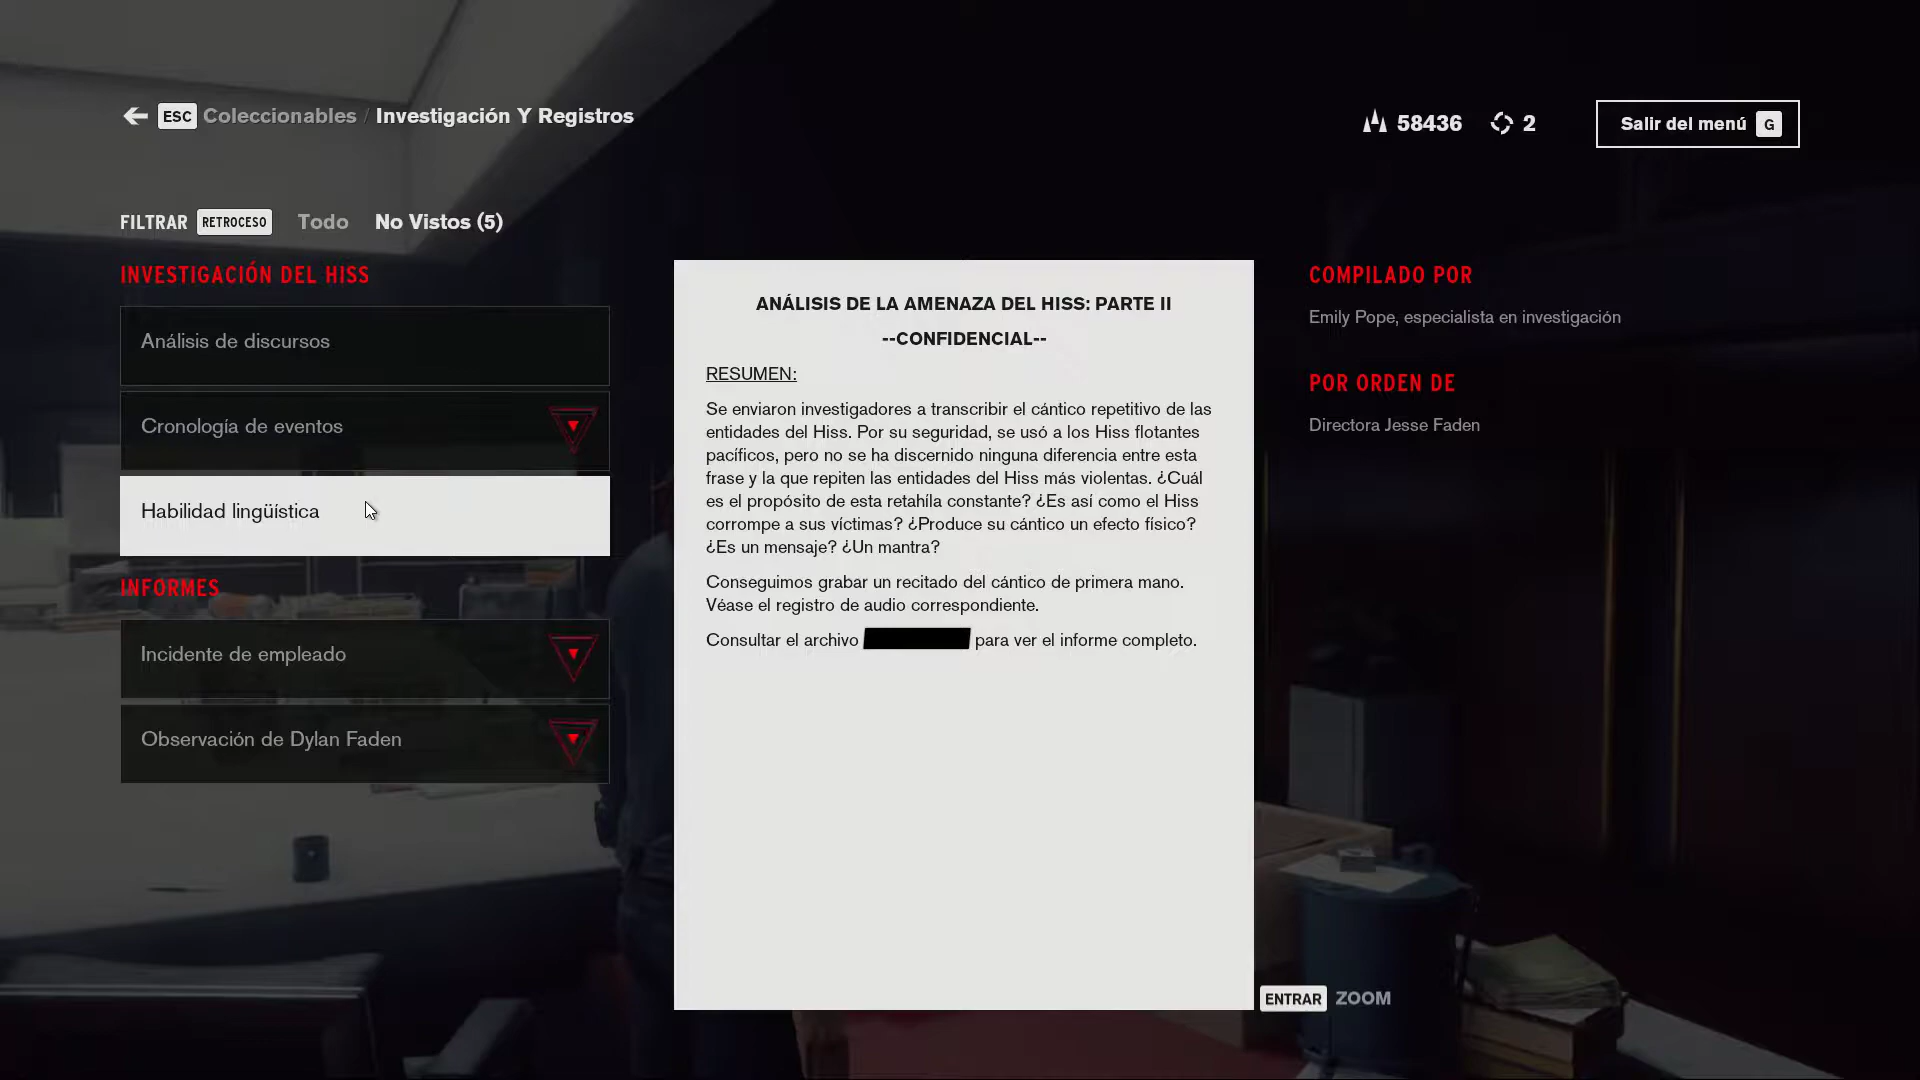 ESC Coleccionables / Investigación Y Registros
58436 2 Salir del menú G
FILTRAR RETROCESO Todo No Vistos (5)
INVESTIGACIÓN DEL HISS
Análisis de discursos
Cronología de eventos
Habilidad lingüística
INFORMES
Incidente de empleado
Observación de Dylan Faden
ANÁLISIS DE LA AMENAZA DEL HISS: PARTE II
--CONFIDENCIAL--
RESUMEN:
Se enviaron investigadores a transcribir el cántico repetitivo de las
entidades del Hiss. Por su seguridad, se usó a los Hiss flotantes
pacíficos, pero no se ha discernido ninguna diferencia entre esta
frase y la que repiten las entidades del Hiss más violentas. ¿Cuál
es el propósito de esta retahíla constante? ¿Es así como el Hiss
corrompe a sus víctimas? ¿Produce su cántico un efecto físico?
¿Es un mensaje? ¿Un mantra?
Conseguimos grabar un recitado del cántico de primera mano.
Véase el registro de audio correspondiente.
Consultar el archivo para ver el informe completo.
COMPILADO POR
Emily Pope, especialista en investigación
POR ORDEN DE
Directora Jesse Faden
ENTRAR ZOOM